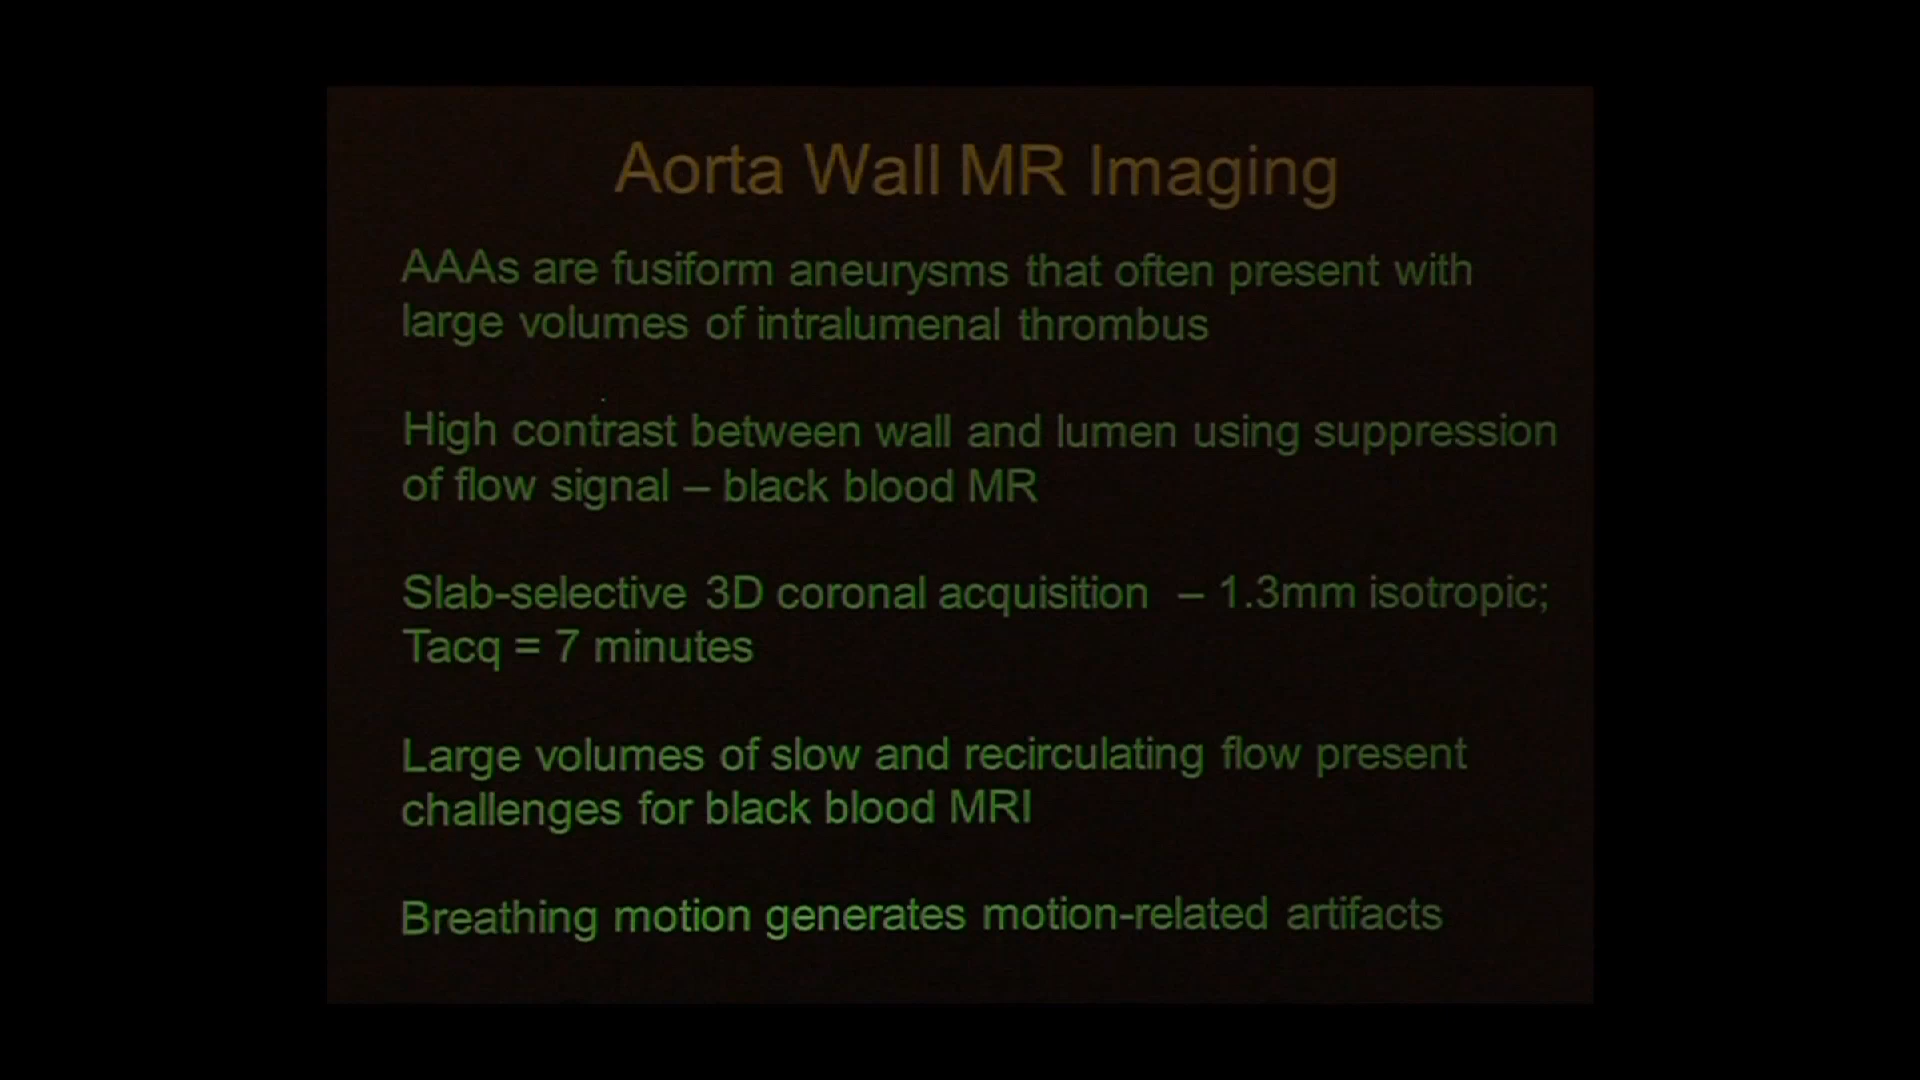 Aorta Wall MR Imaging
AAAs are fusiform aneurysms that often present with
large volumes of intralumenal thrombus
High contrast between wall and lumen using suppression
of flow signal – black blood MR
Slab-selective 3D coronal acquisition – 1.3mm isotropic;
Tacq = 7 minutes
Large volumes of slow and recirculating flow present
challenges for black blood MRI
Breathing motion generates motion-related artifacts